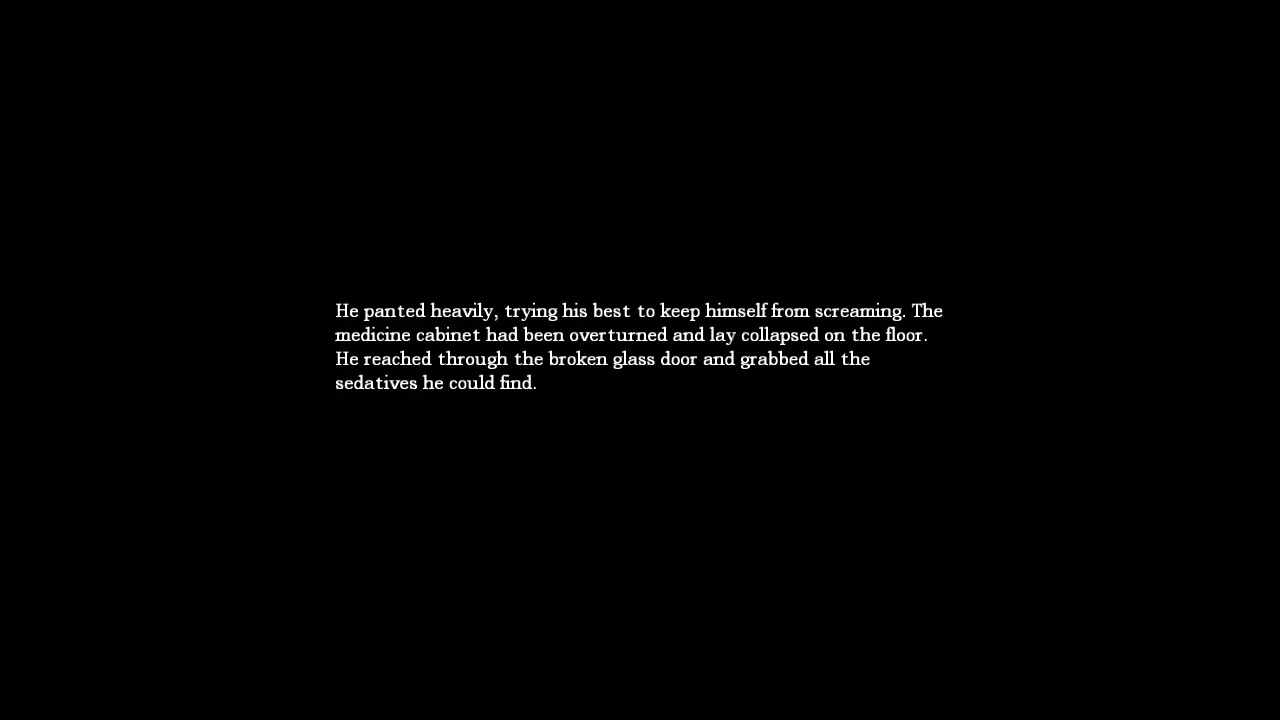 He panted heavily, trying his best to keep himself from screaming. The
medicine cabinet had been overturned and lay collapsed on the floor.
He reached through the broken glass door and grabbed all the
sedatives he could find.